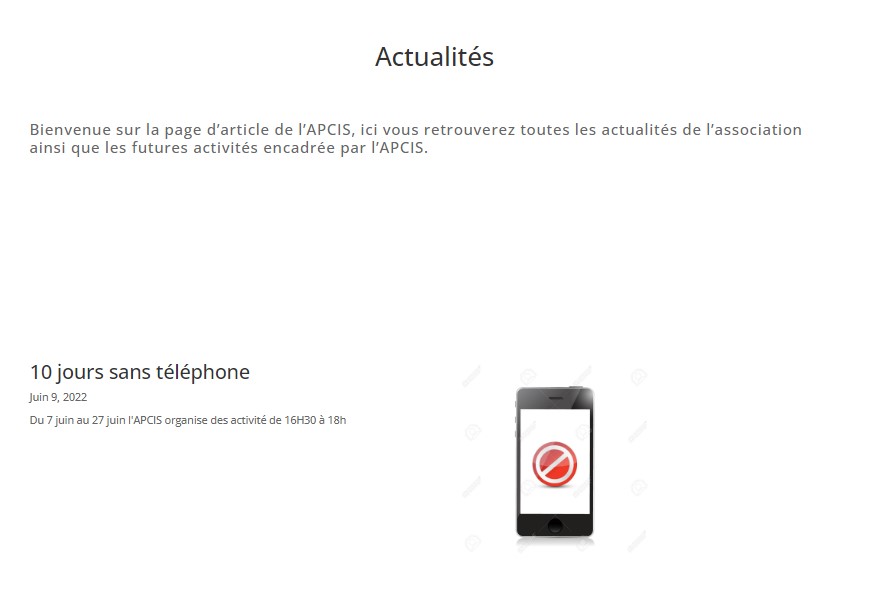 Actualités
Bienvenue sur la page d’article de l’APCIS, ici vous retrouverez toutes les actualités de l’association
ainsi que les futures activités encadrée par l’APCIS.
10 jours sans téléphone
Juin 9, 2022
Du 7 juin au 27 juin l'APCIS organise des activité de 16H30 à 18h